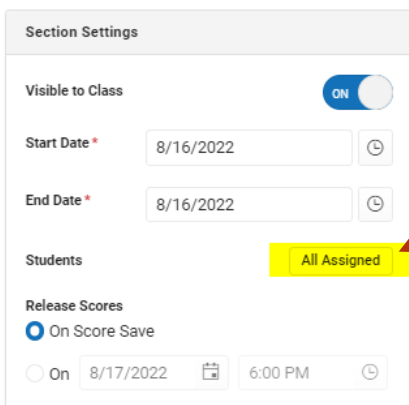 Section Settings
Visible to Class ON
Start Date * 8/16/2022
End Date * 8/16/2022
Students All Assigned
Release Scores
On Score Save
On 8/17/2022 6:00 PM